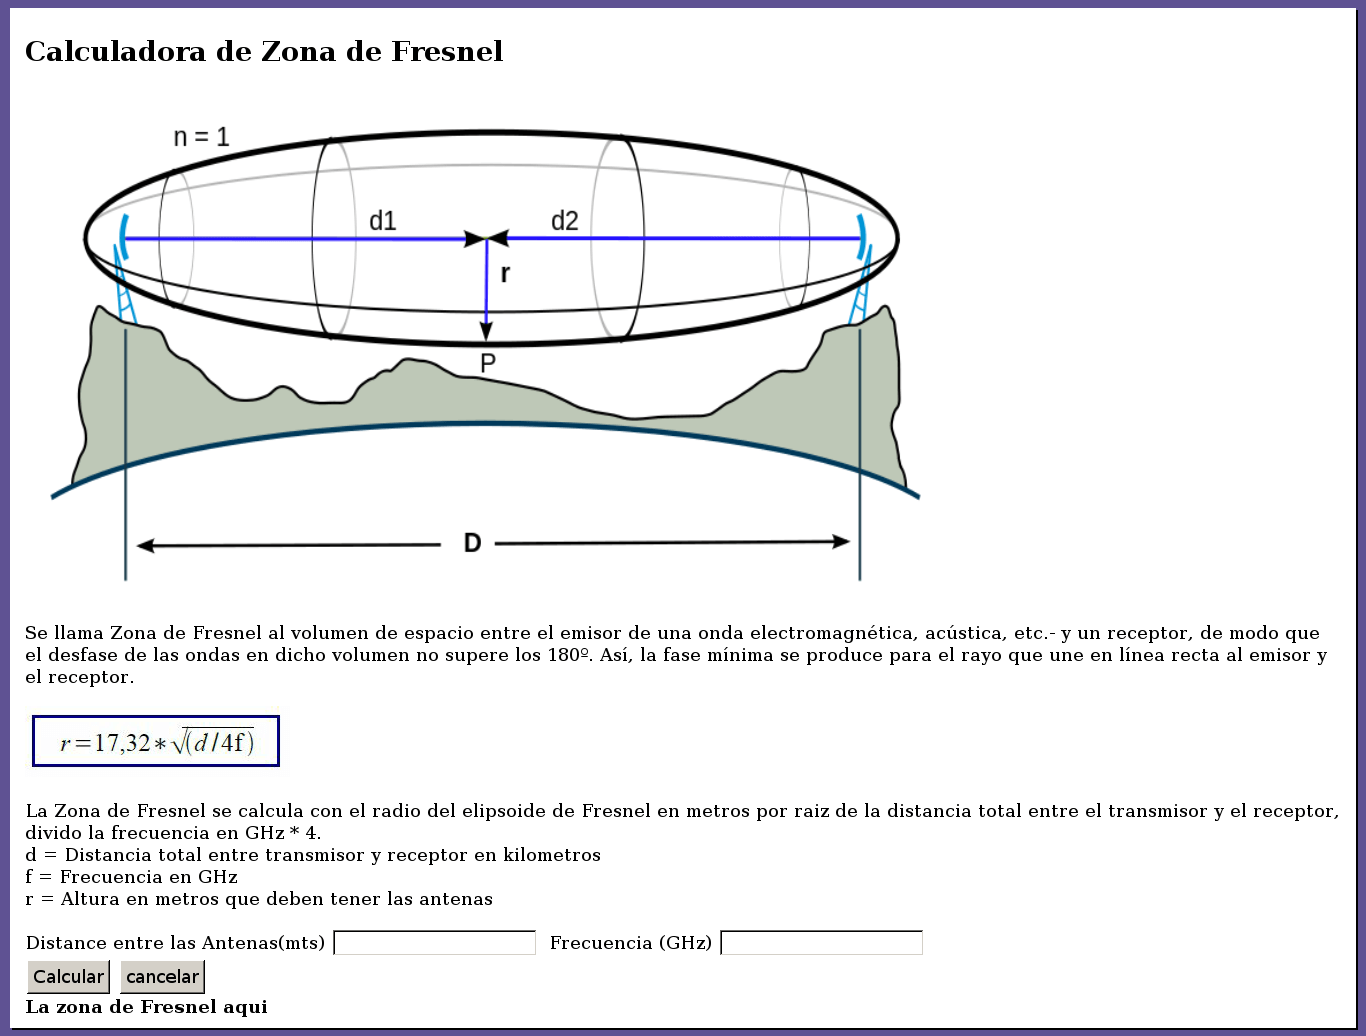 Calculadora de Zona de Fresnel
n = 1
d1
d2
r
P
D
Se llama Zona de Fresnel al volumen de espacio entre el emisor de una onda electromagnética, acústica, etc.- y un receptor, de modo que
el desfase de las ondas en dicho volumen no supere los 180º. Así, la fase mínima se produce para el rayo que une en línea recta al emisor y
el receptor.
r=17,32*√(d/4f)
La Zona de Fresnel se calcula con el radio del elipsoide de Fresnel en metros por raiz de la distancia total entre el transmisor y el receptor,
divido la frecuencia en GHz * 4.
d = Distancia total entre transmisor y receptor en kilometros
f = Frecuencia en GHz
r = Altura en metros que deben tener las antenas
Distance entre las Antenas(mts) Frecuencia (GHz)
Calcular cancelar
La zona de Fresnel aqui